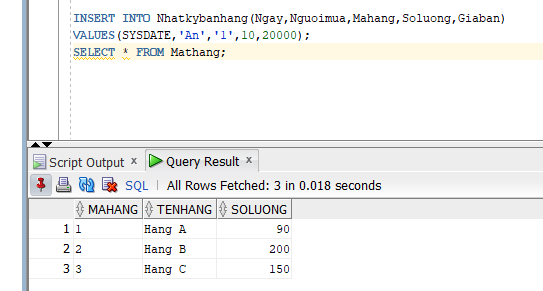 INSERT INTO Nhatkybanhang(Ngay,Nguoimua,Mahang,Soluong,Giaban)
VALUES(SYSDATE,'An','1',10,20000);
SELECT * FROM Mathang;
Script Output x Query Result x
SQL | All Rows Fetched: 3 in 0.018 seconds
MAHANG TENHANG SOLUONG
1 1 Hang A 90
2 2 Hang B 200
3 3 Hang C 150